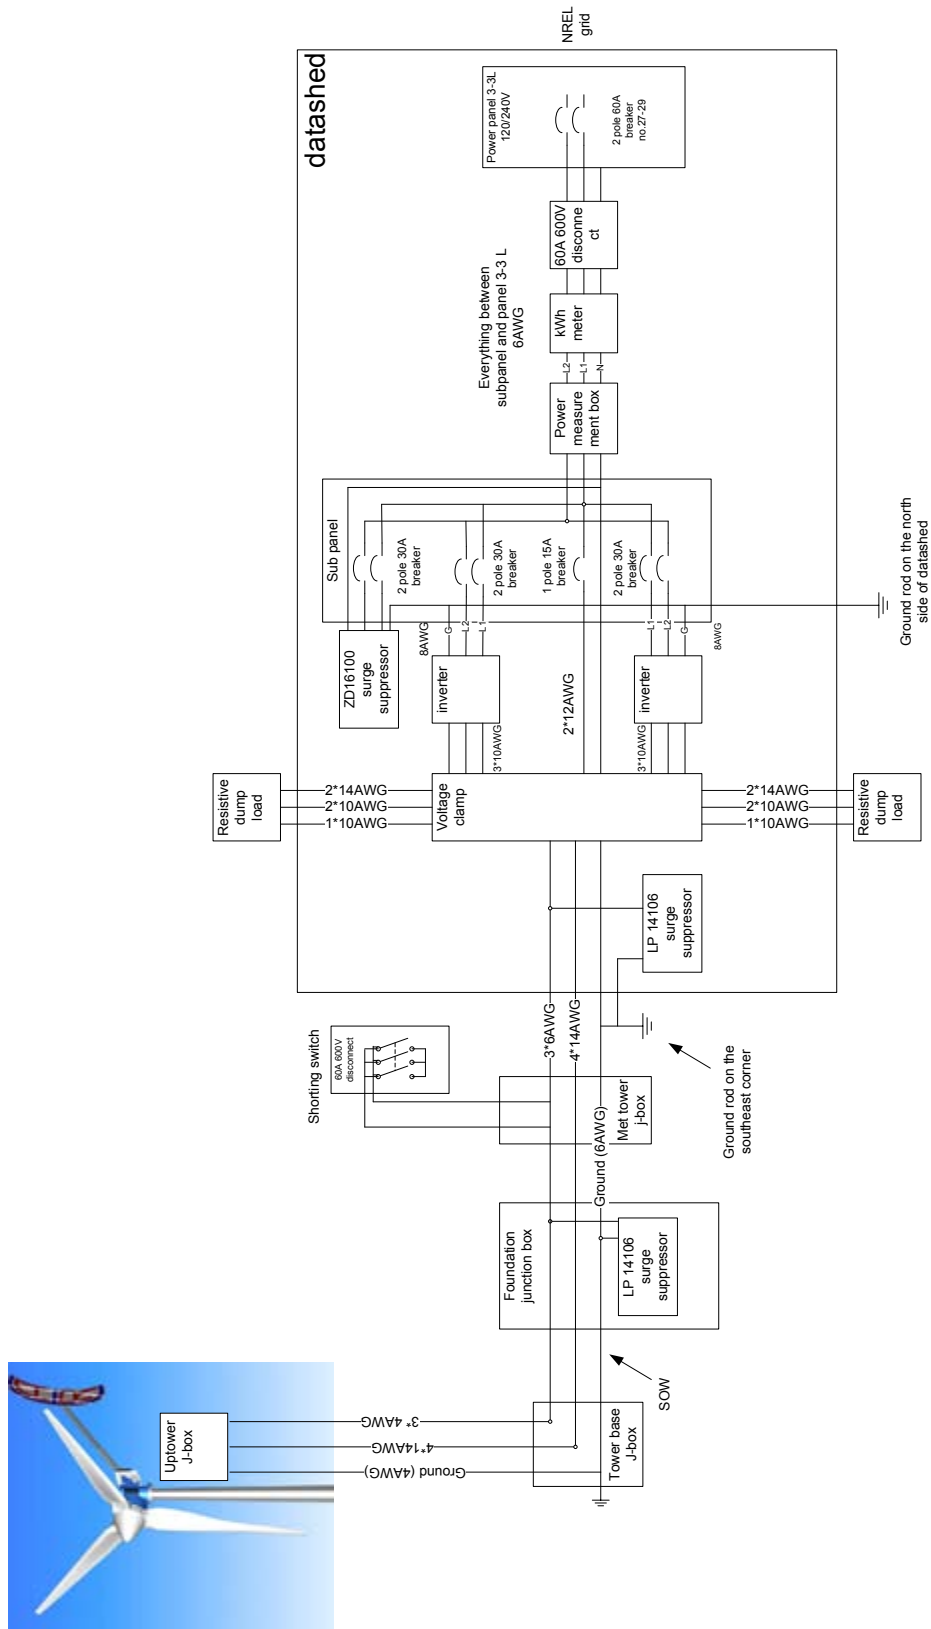 NREL
grid
datashed
Power panel 3-3L
120/240V
2 pole 60A
breaker
no.27-29
60A 600V
disconne
ct
Everything between
subpanel and panel 3-3 L
6AWG
kWh
meter
L2
L1
N
Power
measure
ment box
Sub panel
2 pole 30A
breaker
2 pole 30A
breaker
1 pole 15A
breaker
2 pole 30A
breaker
ZD16100
surge
suppressor
8AWG
G
L2
L1
L1
L2
G
8AWG
inverter
inverter
3*10AWG
2*12AWG
3*10AWG
Ground rod on the north
side of datashed
Resistive
dump
load
2*14AWG
2*10AWG
1*10AWG
Voltage
clamp
2*14AWG
2*10AWG
1*10AWG
Resistive
dump
load
LP 14106
surge
suppressor
Shorting switch
60A 600V
disconnect
3*6AWG
4*14AWG
Ground (6AWG)
Met tower
j-box
Ground rod on the
southeast corner
Foundation
junction box
LP 14106
surge
suppressor
SOW
Uptower
J-box
3* 4AWG
4*14AWG
Ground (4AWG)
Tower base
J-box